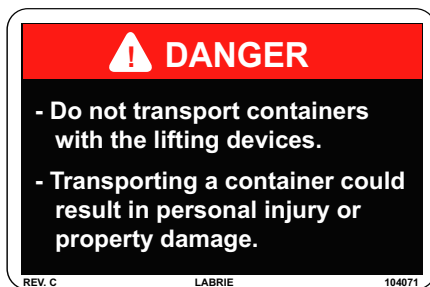 ! DANGER
- Do not transport containers
with the lifting devices.
- Transporting a container could
result in personal injury or
property damage.
REV. C LABRIE 104071